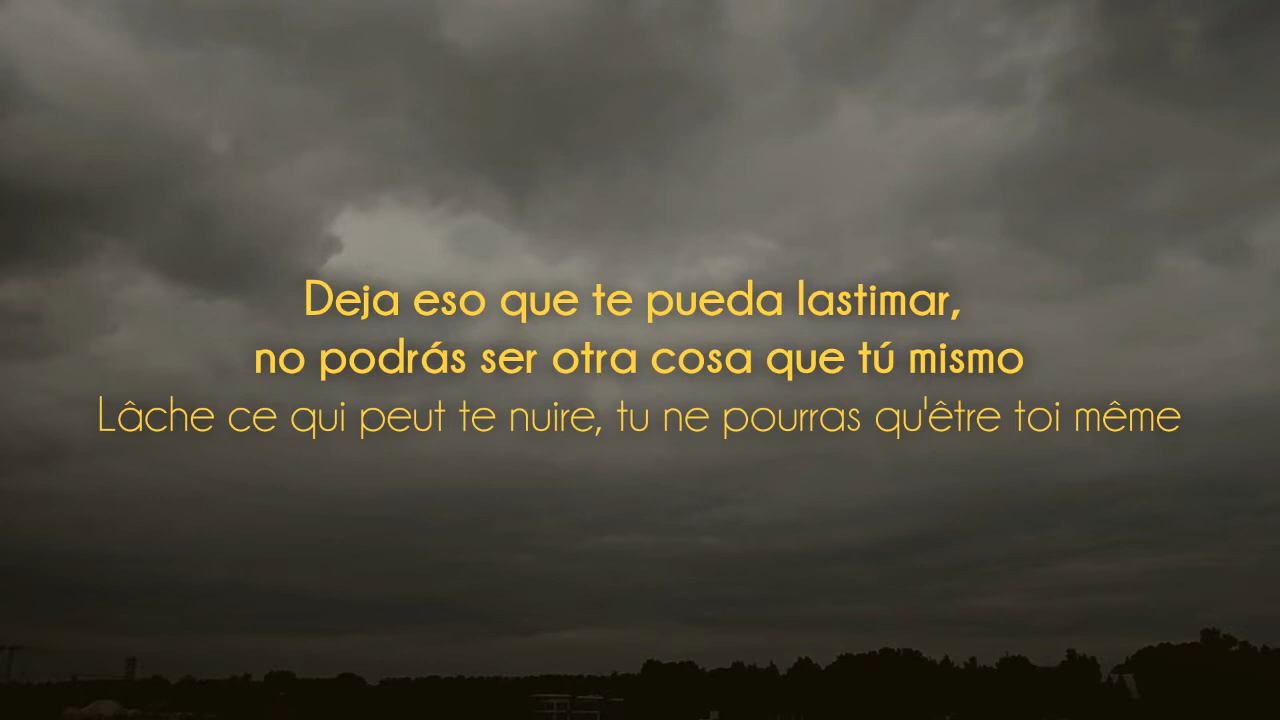 Deja eso que te pueda lastimar,
no podrás ser otra cosa que tú mismo
Lâche ce qui peut te nuire, tu ne pourras qu'être toi même